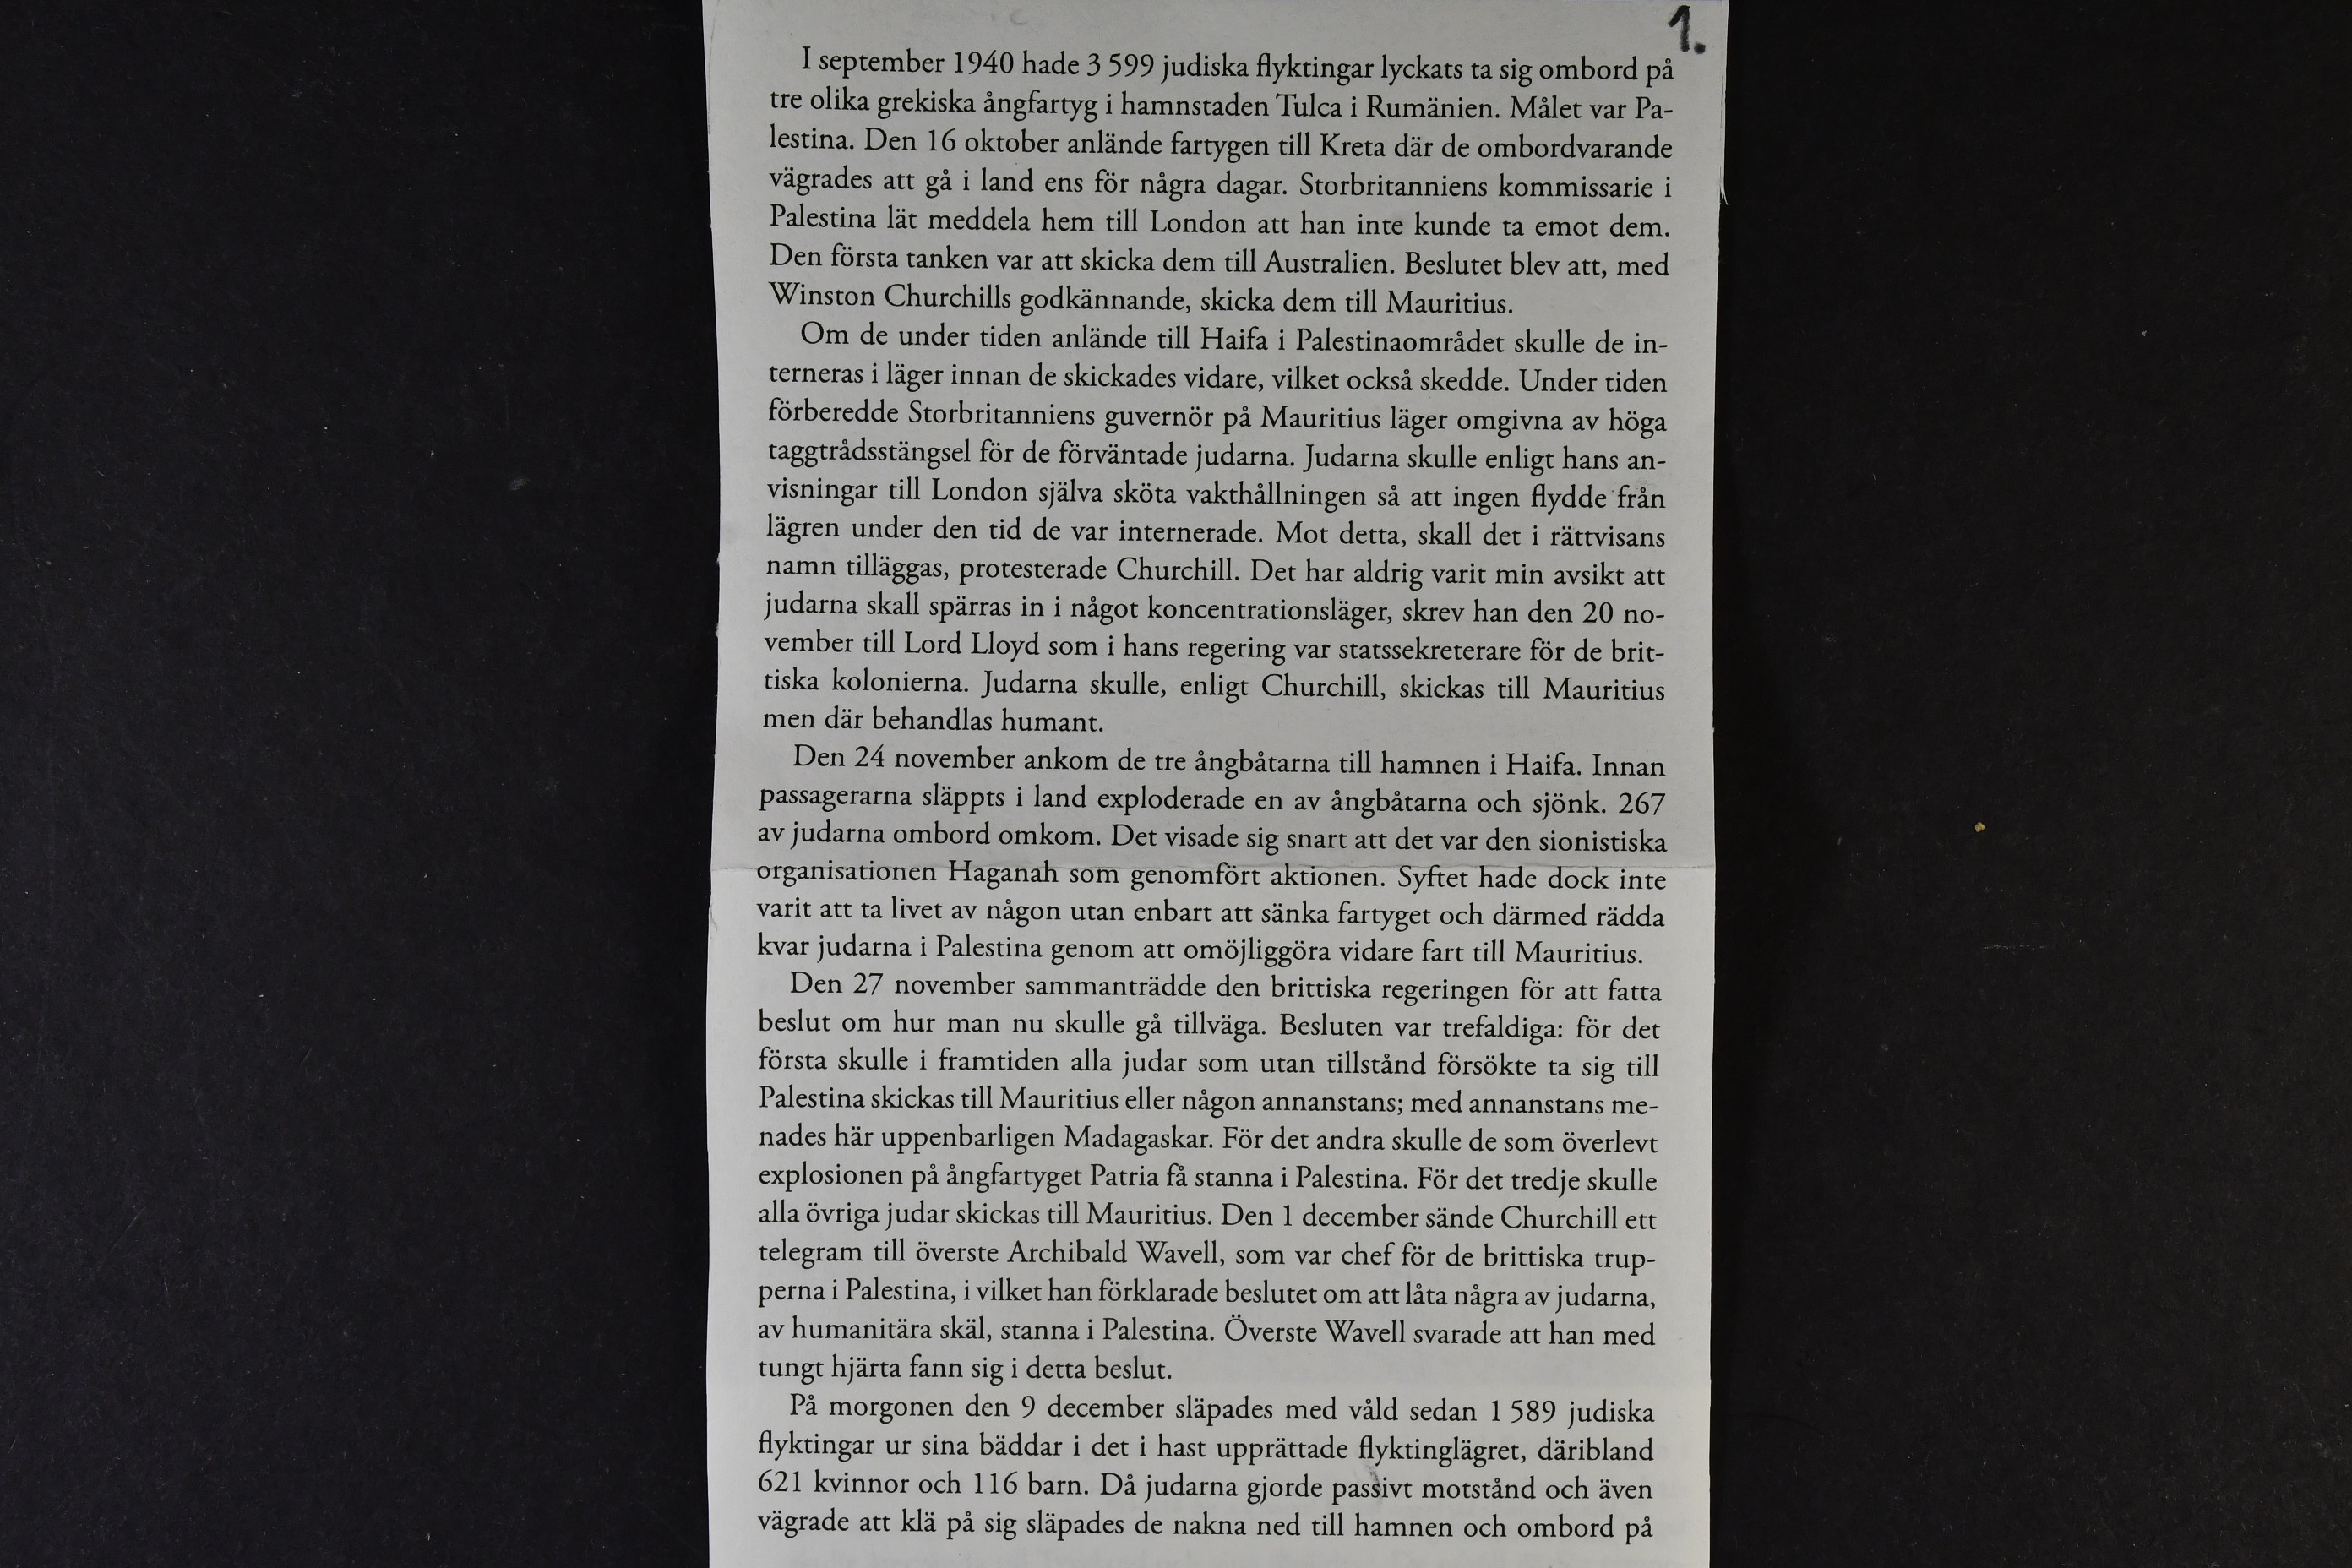 1.
I september 1940 hade 3 599 judiska flyktingar lyckats ta sig ombord på
tre olika grekiska ångfartyg i hamnstaden Tulca i Rumänien. Målet var Pa-
lestina. Den 16 oktober anlände fartygen till Kreta där de ombordvarande
vägrades att gå i land ens för några dagar. Storbritanniens kommissarie i
Palestina lät meddela hem till London att han inte kunde ta emot dem.
Den första tanken var att skicka dem till Australien. Beslutet blev att, med
Winston Churchills godkännande, skicka dem till Mauritius.
Om de under tiden anlände till Haifa i Palestinaområdet skulle de in-
terneras i läger innan de skickades vidare, vilket också skedde. Under tiden
förberedde Storbritanniens guvernör på Mauritius läger omgivna av höga
taggtrådsstängsel för de förväntade judarna. Judarna skulle enligt hans an-
visningar till London själva sköta vakthållningen så att ingen flydde från
lägren under den tid de var internerade. Mot detta, skall det i rättvisans
namn tilläggas, protesterade Churchill. Det har aldrig varit min avsikt att
judarna skall spärras in i något koncentrationsläger, skrev han den 20 no-
vember till Lord Lloyd som i hans regering var statssekreterare för de brit-
tiska kolonierna. Judarna skulle, enligt Churchill, skickas till Mauritius
men där behandlas humant.
Den 24 november ankom de tre ångbåtarna till hamnen i Haifa. Innan
passagerarna släppts i land exploderade en av ångbåtarna och sjönk. 267
av judarna ombord omkom. Det visade sig snart att det var den sionistiska
organisationen Haganah som genomfört aktionen. Syftet hade dock inte
varit att ta livet av någon utan enbart att sänka fartyget och därmed rädda
kvar judarna i Palestina genom att omöjliggöra vidare fart till Mauritius.
Den 27 november sammanträdde den brittiska regeringen för att fatta
beslut om hur man nu skulle gå tillväga. Besluten var trefaldiga: för det
första skulle i framtiden alla judar som utan tillstånd försökte ta sig till
Palestina skickas till Mauritius eller någon annanstans; med annanstans me-
nades här uppenbarligen Madagaskar. För det andra skulle de som överlevt
explosionen på ångfartyget Patria få stanna i Palestina. För det tredje skulle
alla övriga judar skickas till Mauritius. Den 1 december sände Churchill ett
telegram till överste Archibald Wavell, som var chef för de brittiska trup-
perna i Palestina, i vilket han förklarade beslutet om att låta några av judarna,
av humanitära skäl, stanna i Palestina. Överste Wavell svarade att han med
tungt hjärta fann sig i detta beslut.
På morgonen den 9 december släpades med våld sedan 1 589 judiska
flyktingar ur sina bäddar i det i hast upprättade flyktinglägret, däribland
621 kvinnor och 116 barn. Då judarna gjorde passivt motstånd och även
vägrade att klä på sig släpades de nakna ned till hamnen och ombord på